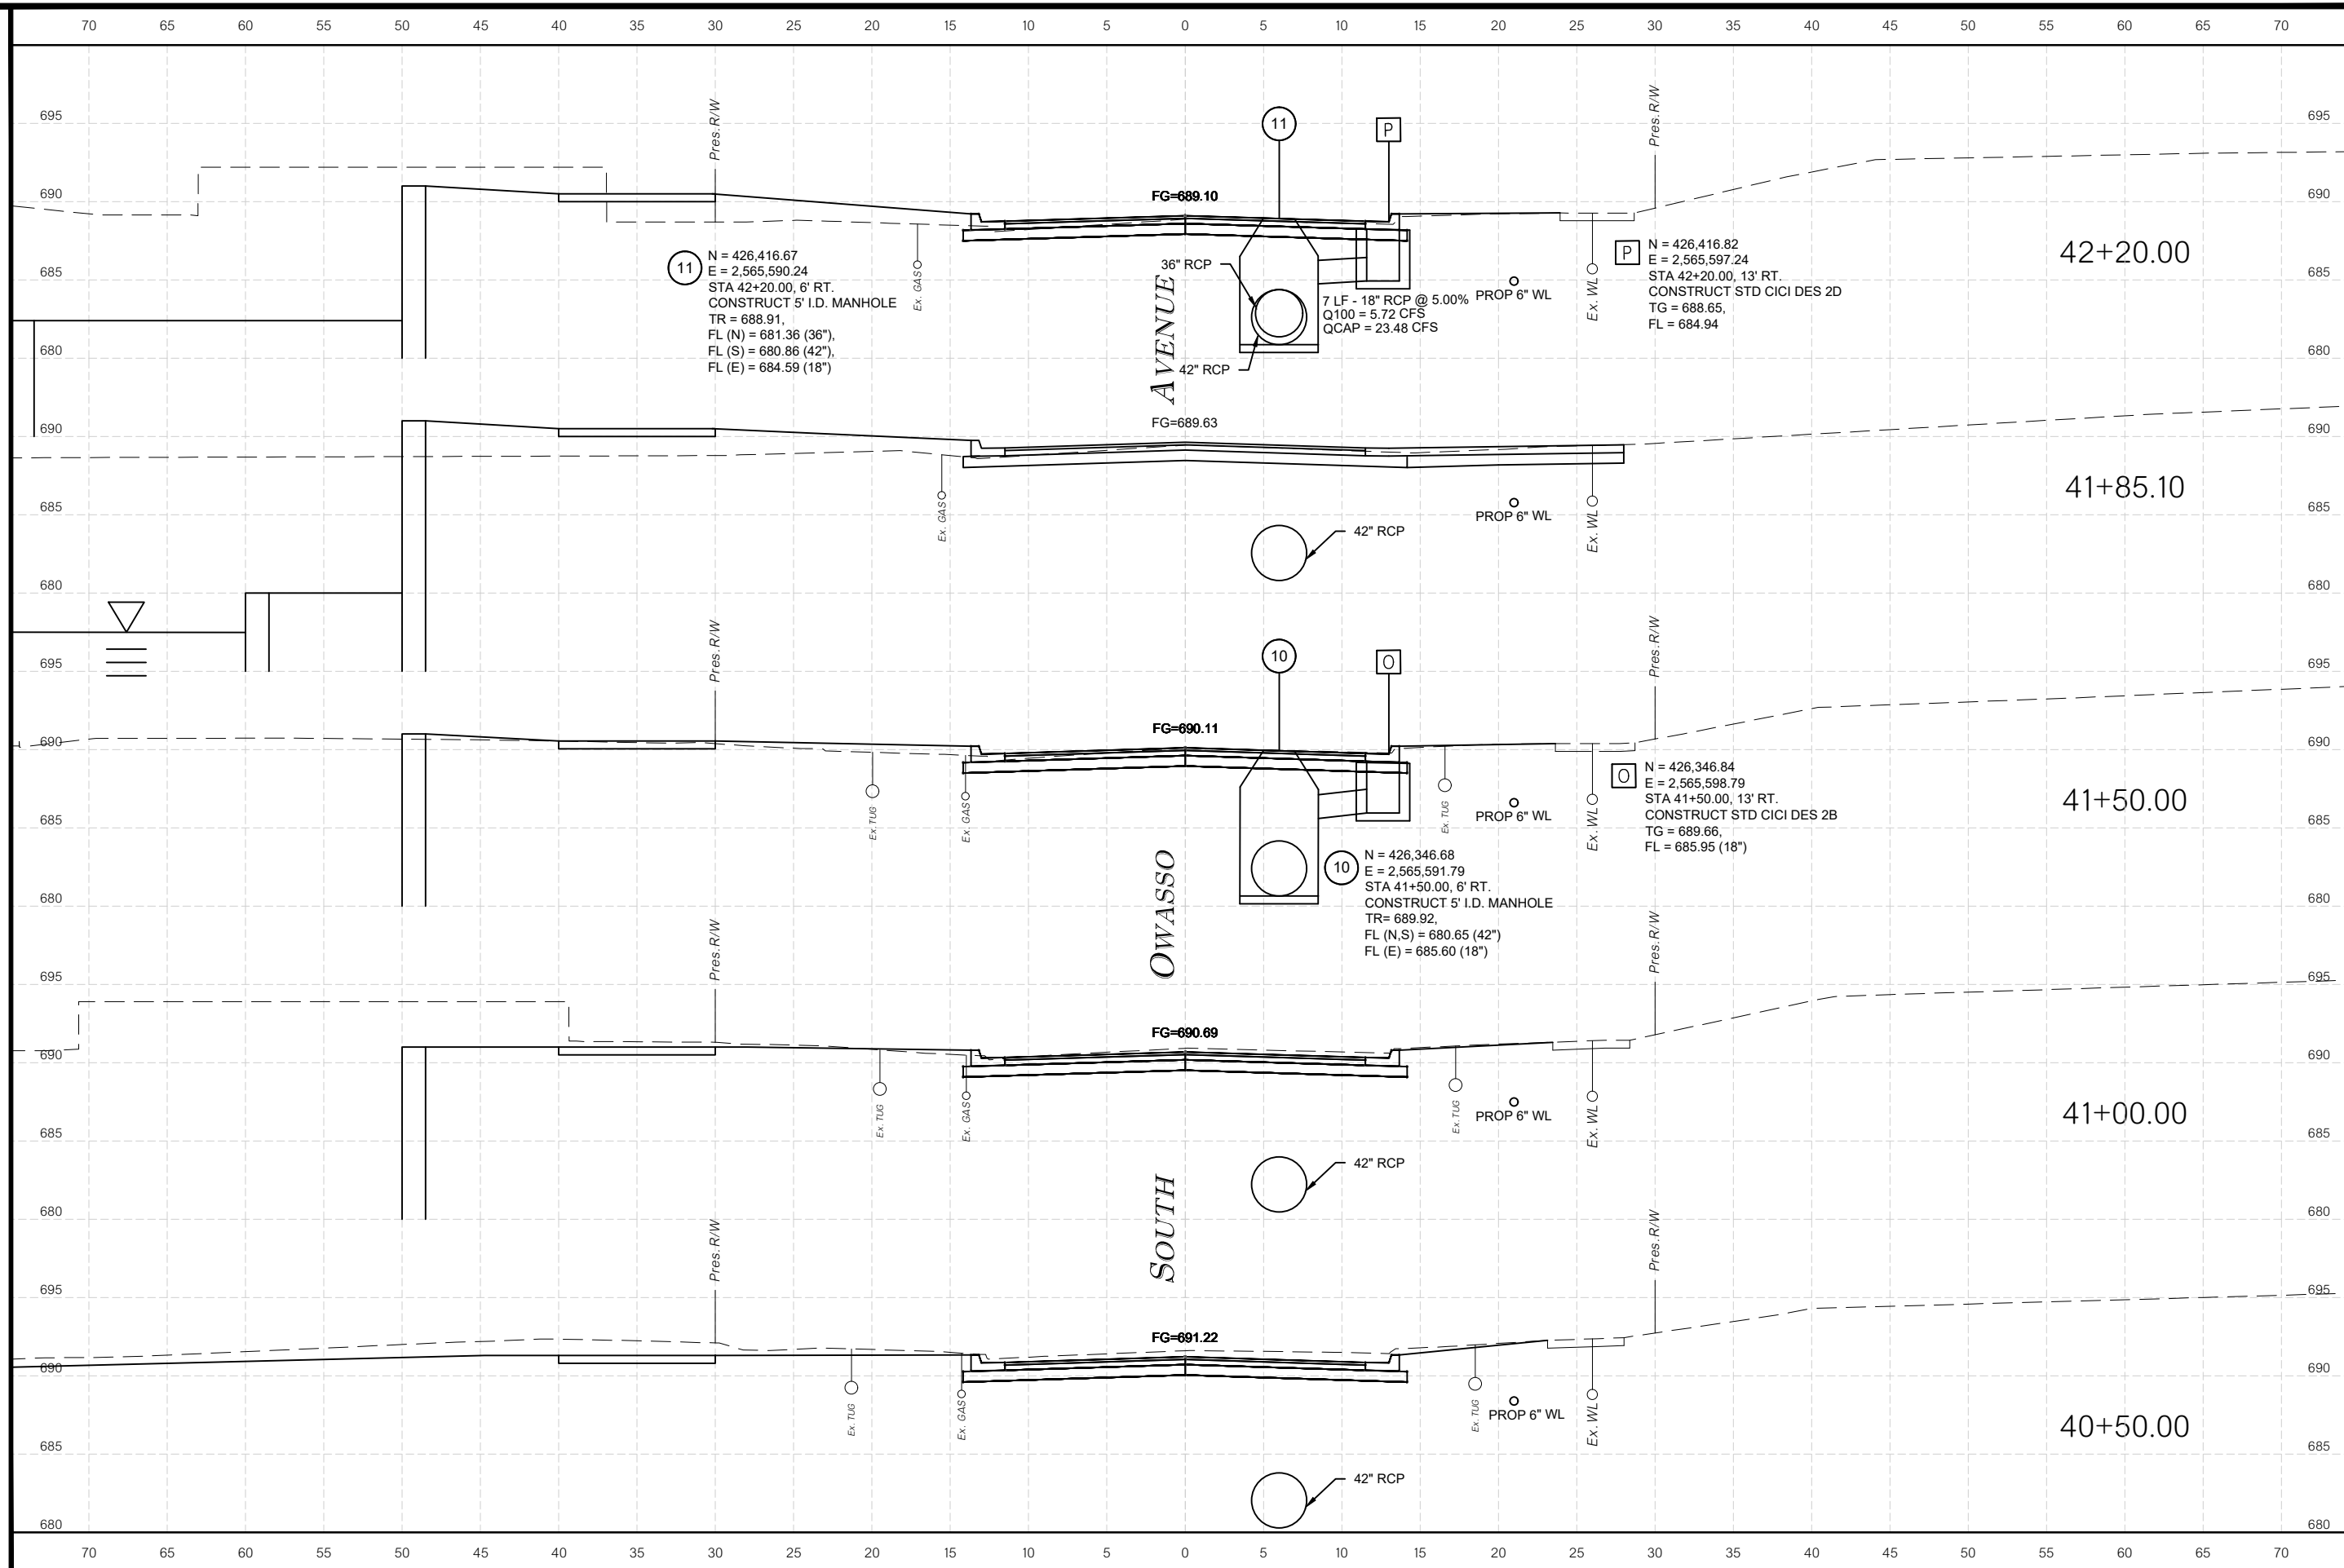 70 65 60 55 50 45 40 35 30 25 20 15 10 5 0 5 10 15 20 25 30 35 40 45 50 55 60 65 70
695 695
690 690
685 685
680 680
Pres.R/W
Pres.R/W
11
P
FG=689.10
11
N = 426,416.67
E = 2,565,590.24
STA 42+20.00, 6' RT.
CONSTRUCT 5' I.D. MANHOLE
TR = 688.91,
FL (N) = 681.36 (36"),
FL (S) = 680.86 (42"),
FL (E) = 684.59 (18")
Ex. GAS
36" RCP
42" RCP
7 LF - 18" RCP @ 5.00%
Q100 = 5.72 CFS
QCAP = 23.48 CFS
PROP 6" WL
Ex. WL
P
N = 426,416.82
E = 2,565,597.24
STA 42+20.00, 13' RT.
CONSTRUCT STD CICI DES 2D
TG = 688.65,
FL = 684.94
42+20.00
AVENUE
690 690
685 685
680 680
FG=689.63
Ex. GAS
42" RCP
PROP 6" WL
Ex. WL
41+85.10
695 695
690 690
685 685
680 680
Pres.R/W
Pres.R/W
10
O
FG=690.11
Ex. TUG
Ex. GAS
Ex. TUG
PROP 6" WL
Ex. WL
O
N = 426,346.84
E = 2,565,598.79
STA 41+50.00, 13' RT.
CONSTRUCT STD CICI DES 2B
TG = 689.66,
FL = 685.95 (18")
41+50.00
10
N = 426,346.68
E = 2,565,591.79
STA 41+50.00, 6' RT.
CONSTRUCT 5' I.D. MANHOLE
TR= 689.92,
FL (N,S) = 680.65 (42")
FL (E) = 685.60 (18")
OWASSO
695 695
690 690
685 685
680 680
Pres.R/W
Pres.R/W
FG=690.69
Ex. TUG
Ex. GAS
Ex. TUG
PROP 6" WL
Ex. WL
41+00.00
42" RCP
SOUTH
695 695
690 690
685 685
680 680
Pres.R/W
Pres.R/W
FG=691.22
Ex. TUG
Ex. GAS
Ex. TUG
PROP 6" WL
Ex. WL
40+50.00
42" RCP
70 65 60 55 50 45 40 35 30 25 20 15 10 5 0 5 10 15 20 25 30 35 40 45 50 55 60 65 70